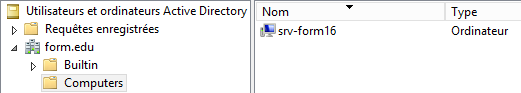 Utilisateurs et ordinateurs Active Directory
Requêtes enregistrées
form.edu
Builtin
Computers
Nom Type
srv-form16 Ordinateur